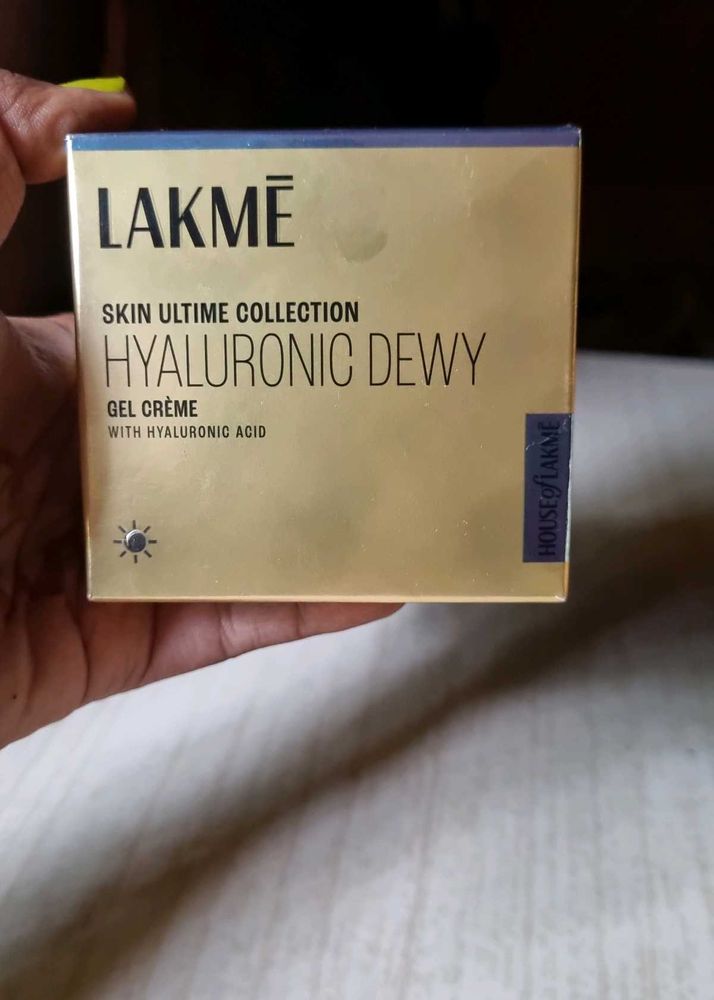 LAKMĒ
SKIN ULTIME COLLECTION
HYALURONIC DEWY
GEL CRÈME
WITH HYALURONIC ACID
HOUSE of LAKMĒ